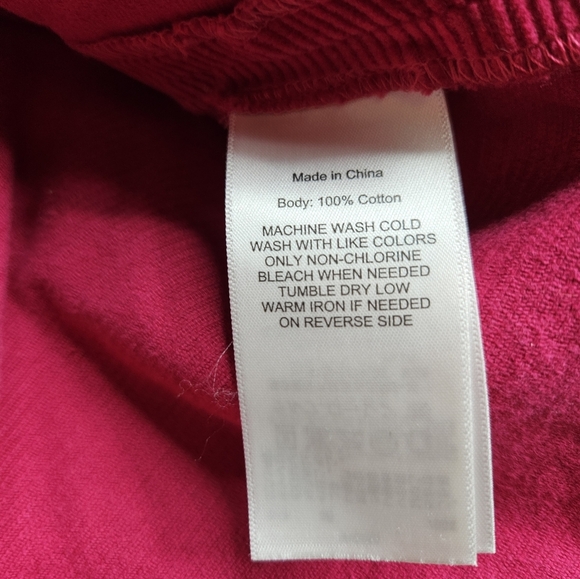 Made in China
Body: 100% Cotton
MACHINE WASH COLD
WASH WITH LIKE COLORS
ONLY NON-CHLORINE
BLEACH WHEN NEEDED
TUMBLE DRY LOW
WARM IRON IF NEEDED
ON REVERSE SIDE